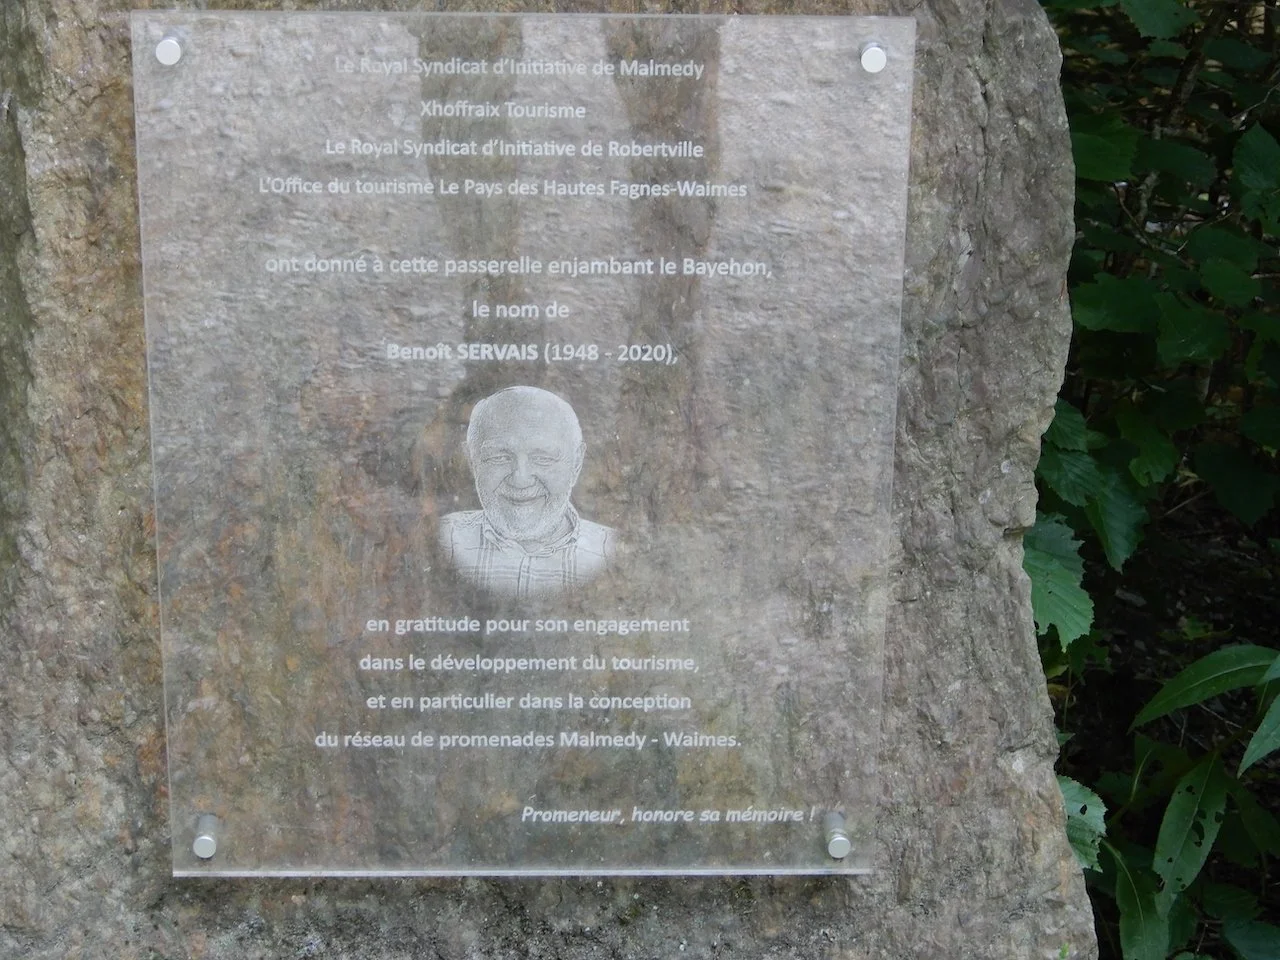 Le Royal Syndicat d'Initiative de Malmedy
Xhoffraix Tourisme
Le Royal Syndicat d'Initiative de Robertville
L'Office du tourisme Le Pays des Hautes Fagnes-Waimes
ont donné à cette passerelle enjambant le Bayehon,
le nom de
Benoît SERVAIS (1948 - 2020),
en gratitude pour son engagement
dans le développement du tourisme,
et en particulier dans la conception
du réseau de promenades Malmedy - Waimes.
Promeneur, honore sa mémoire !